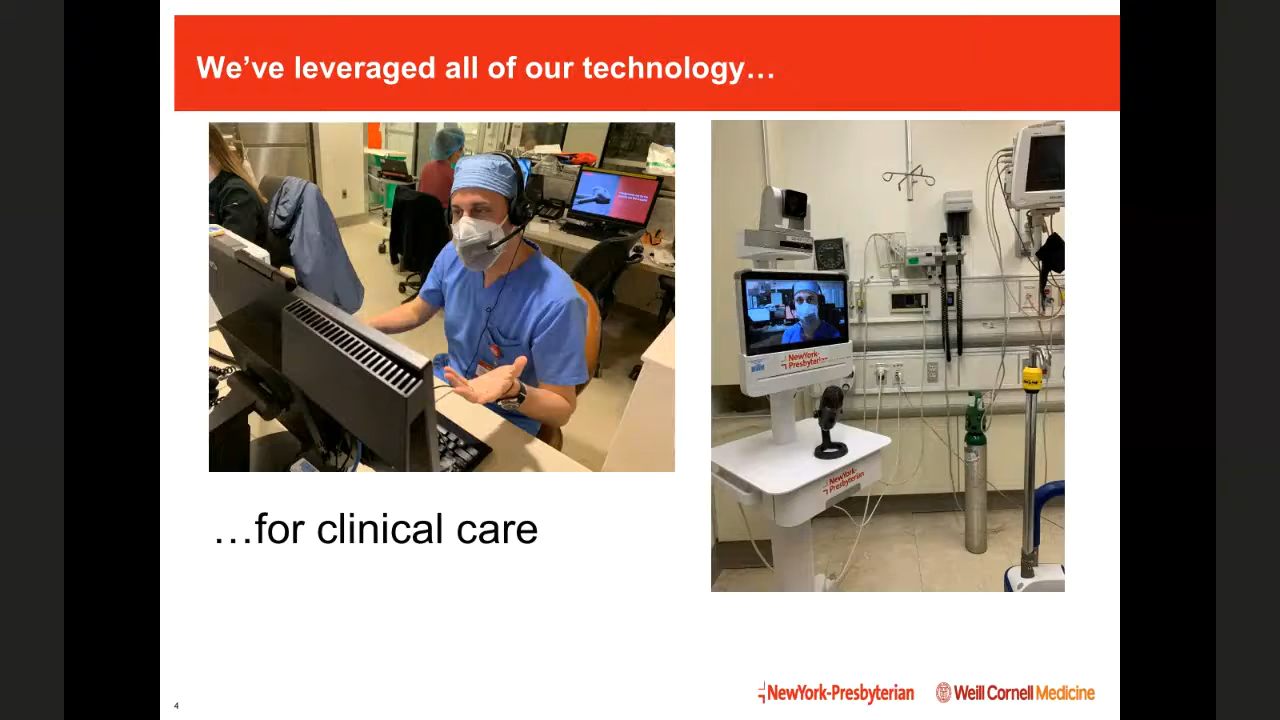 We've leveraged all of our technology…
NewYork-
Presbyterian
NewYork-
Presbyterian
…for clinical care
4
NewYork-Presbyterian
Weill Cornell Medicine